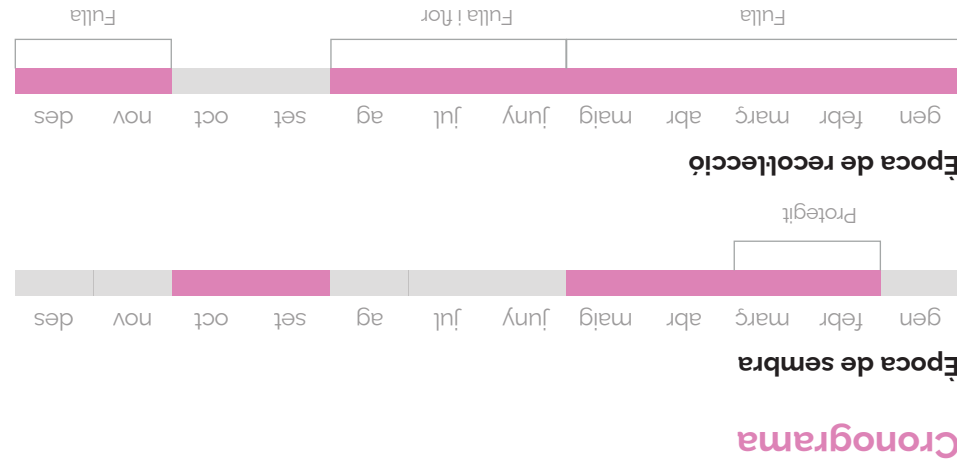 Cronograma
Època de sembra
gen febr març abr maig juny jul ag set oct nov des
Protegit
Època de recol·lecció
gen febr març abr maig juny jul ag set oct nov des
Fulla Fulla i flor Fulla